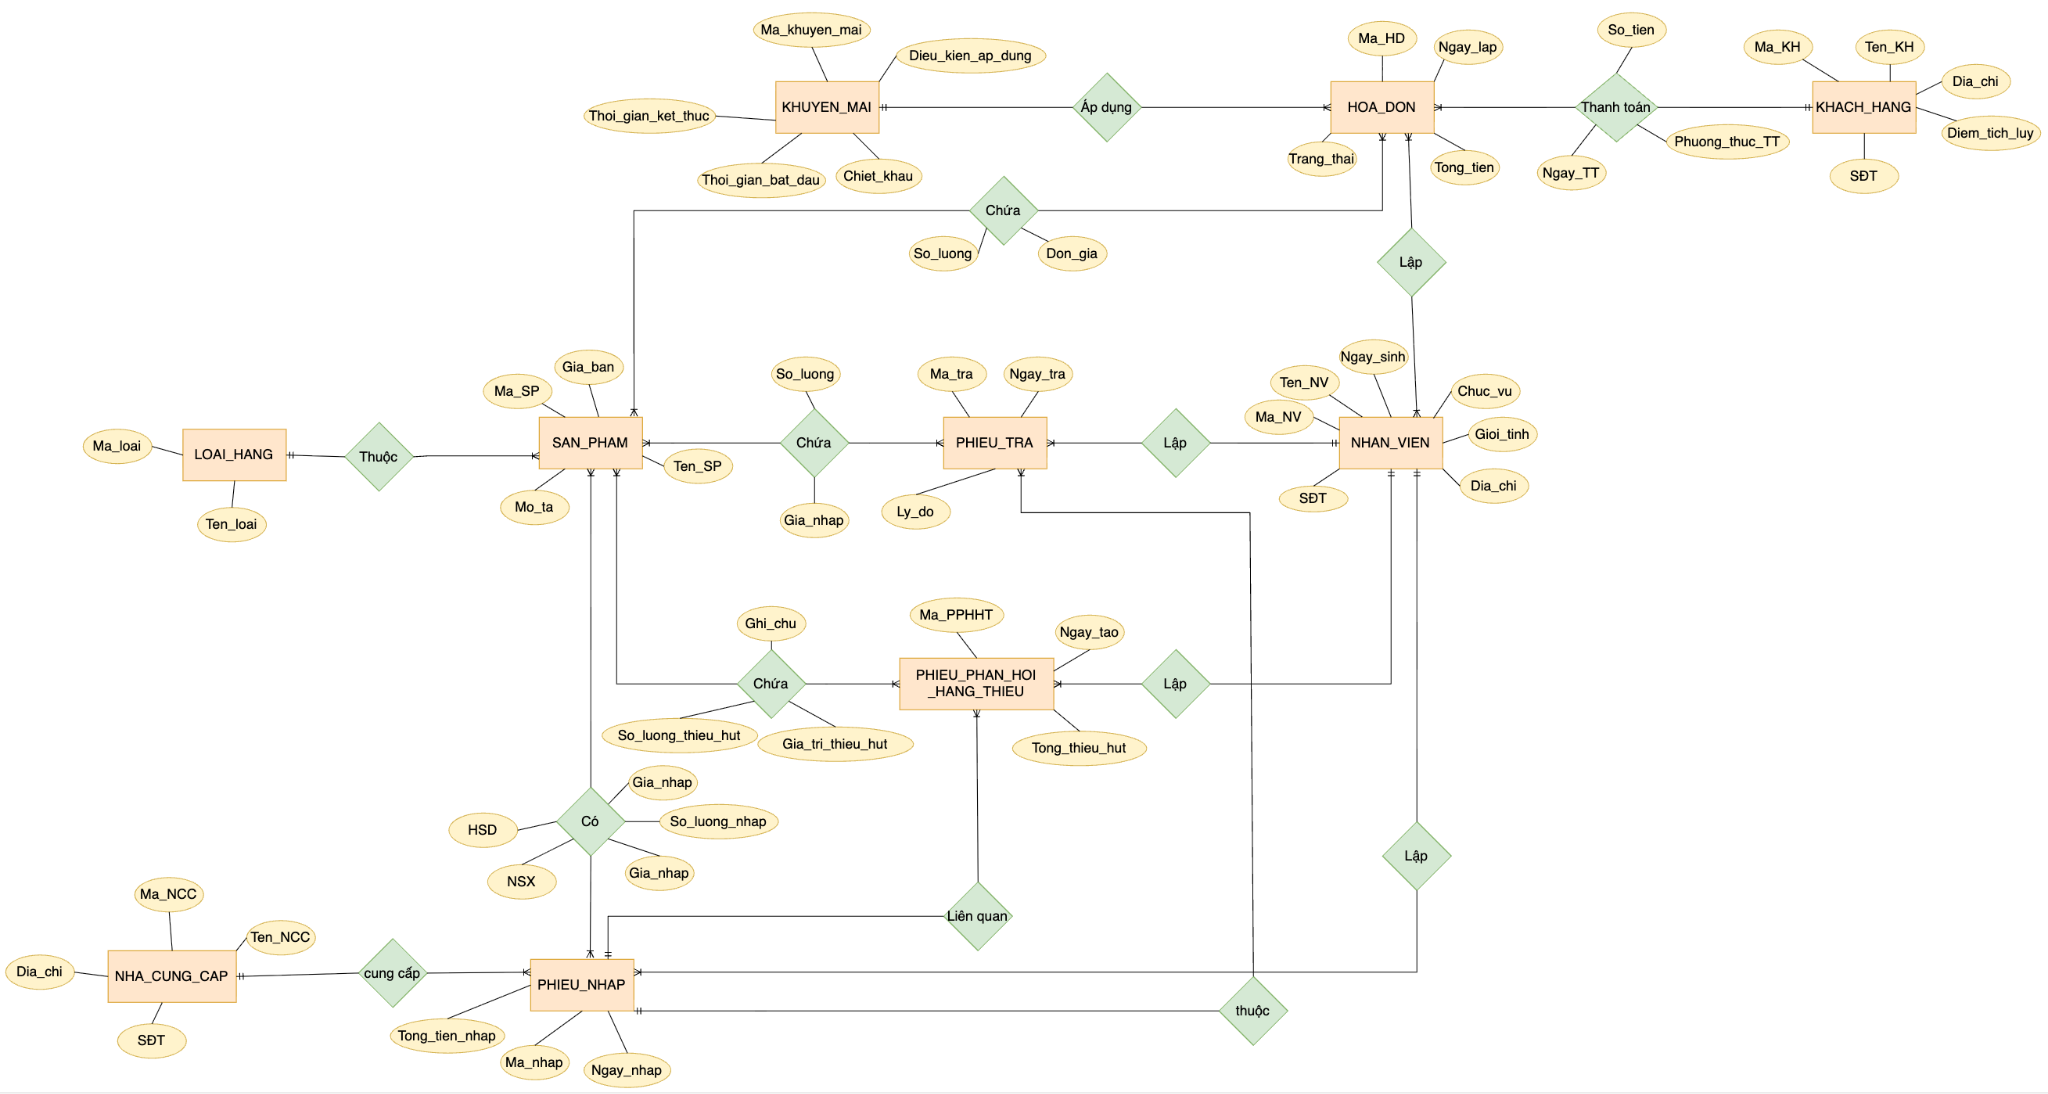 Ma_khuyen_mai
Dieu_kien_ap_dung
KHUYEN_MAI
Thoi_gian_ket_thuc
Thoi_gian_bat_dau
Chiet_khau
Áp dụng
Ma_HD
Ngay_lap
HOA_DON
Trang_thai
Tong_tien
So_tien
Thanh toán
Ngay_TT
Phuong_thuc_TT
Ma_KH
Ten_KH
Dia_chi
KHACH_HANG
Diem_tich_luy
SĐT
Chứa
So_luong
Don_gia
Lập
Gia_ban
Ma_SP
SAN_PHAM
Ten_SP
Mo_ta
Ma_loai
LOAI_HANG
Ten_loai
Thuộc
So_luong
Chứa
Gia_nhap
Ma_tra
Ngay_tra
PHIEU_TRA
Ly_do
Lập
Ngay_sinh
Ten_NV
Ma_NV
Chuc_vu
NHAN_VIEN
Gioi_tinh
Dia_chi
SĐT
Ghi_chu
Chứa
So_luong_thieu_hut
Gia_tri_thieu_hut
Ma_PPHHT
Ngay_tao
PHIEU_PHAN_HOI
_HANG_THIEU
Tong_thieu_hut
Lập
Gia_nhap
HSD
Có
So_luong_nhap
NSX
Gia_nhap
Lập
Liên quan
Ma_NCC
Ten_NCC
Dia_chi
NHA_CUNG_CAP
SĐT
cung cấp
PHIEU_NHAP
Tong_tien_nhap
Ma_nhap
Ngay_nhap
thuộc